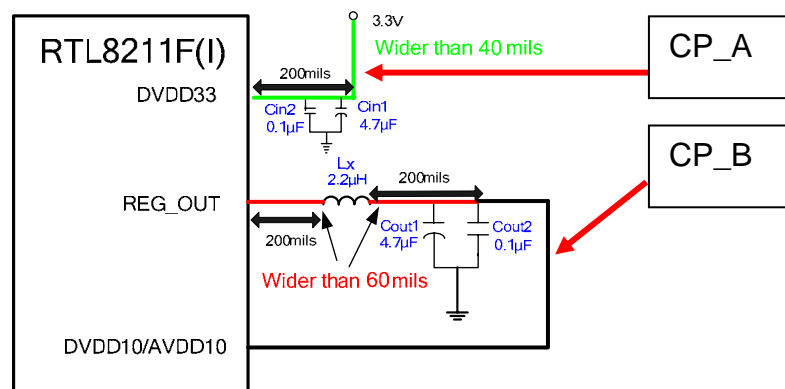 3.3V
RTL8211F(I)
Wider than 40 mils
CP_A
200mils
DVDD33
Cin2
0.1µF
Cin1
4.7µF
CP_B
Lx
2.2µH
200mils
REG_OUT
200mils
Cout1
4.7µF
Cout2
0.1µF
Wider than 60 mils
DVDD10/AVDD10